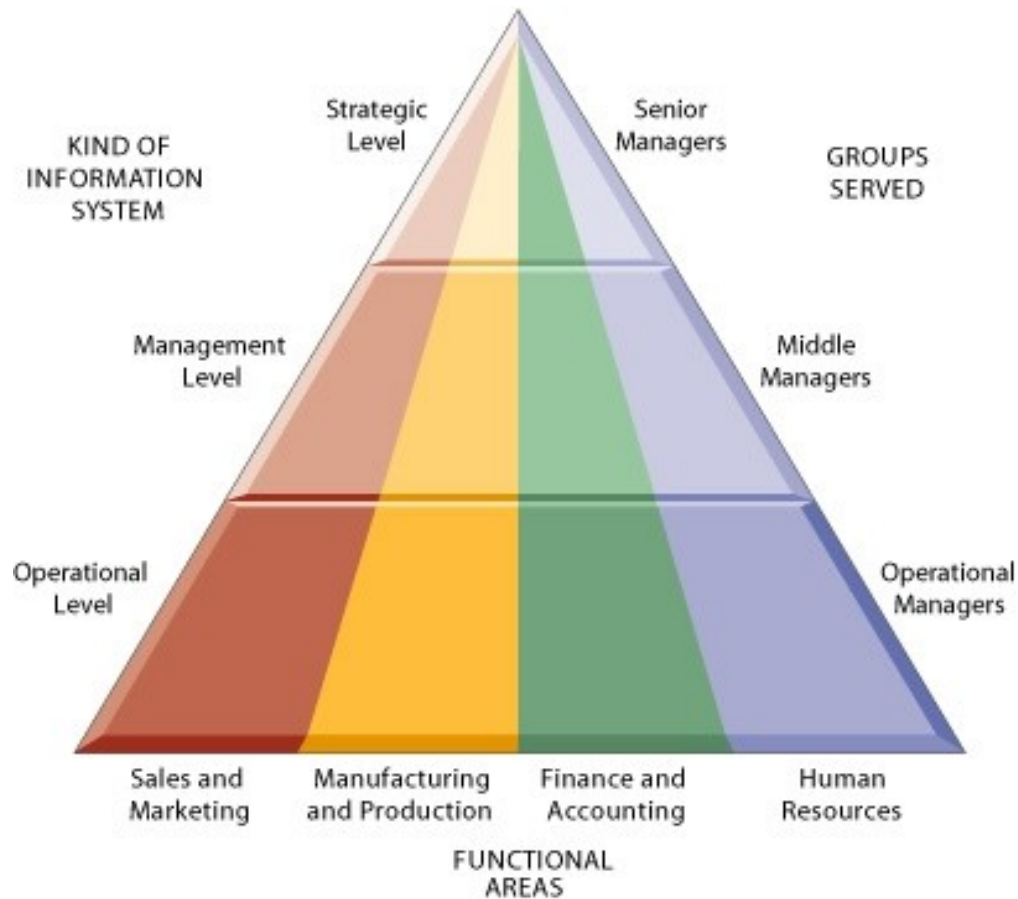 Strategic
Level
Senior
Managers
KIND OF
INFORMATION
SYSTEM
GROUPS
SERVED
Management
Level
Middle
Managers
Operational
Level
Operational
Managers
Sales and
Marketing
Manufacturing
and Production
Finance and
Accounting
Human
Resources
FUNCTIONAL
AREAS